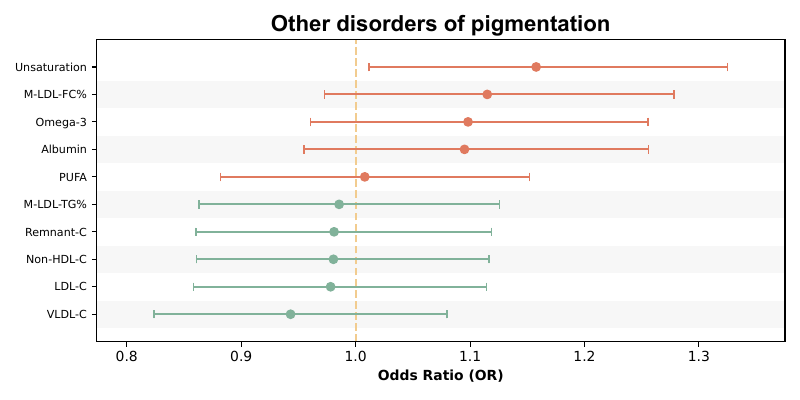 Other disorders of pigmentation
Unsaturation
M-LDL-FC%
Omega-3
Albumin
PUFA
M-LDL-TG%
Remnant-C
Non-HDL-C
LDL-C
VLDL-C
0.8 0.9 1.0 1.1 1.2 1.3
Odds Ratio (OR)